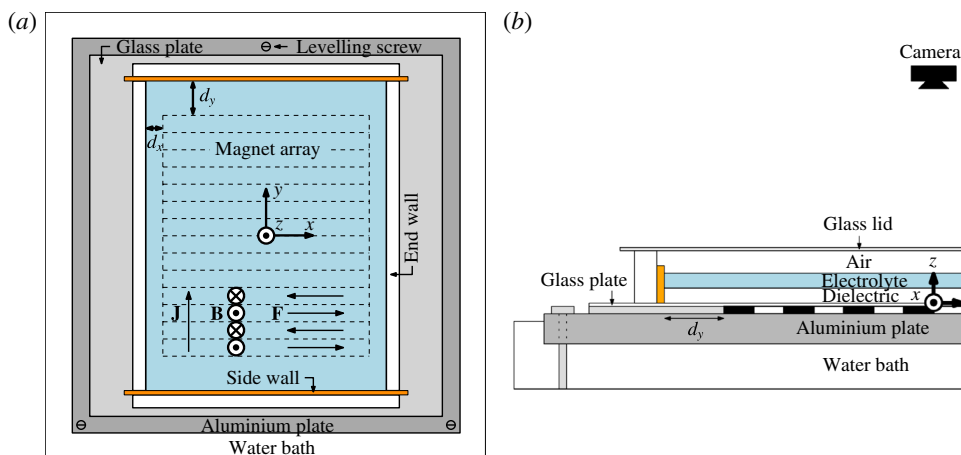 (a)
Glass plate
Levelling screw
d_y
d_x
Magnet array
y
z
x
End wall
J
B
F
Side wall
Aluminium plate
Water bath
(b)
Camera
Glass lid
Air
z
Glass plate
Electrolyte
Dielectric
x
d_y
Aluminium plate
Water bath